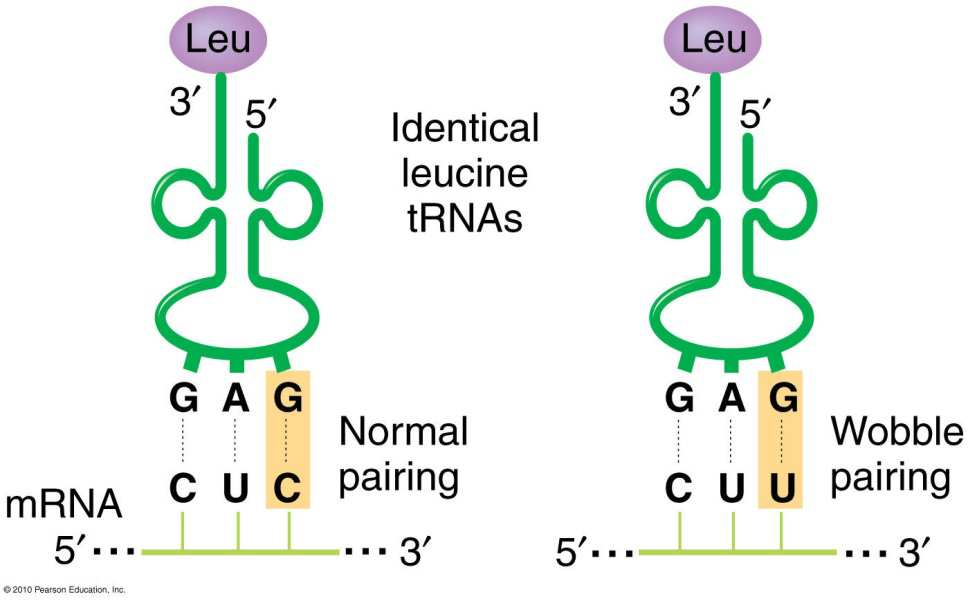 Leu
Leu
3′
5′
3′
5′
Identical
leucine
tRNAs
G A G
G A G
Normal
pairing
Wobble
pairing
C U C
C U U
mRNA
5′ ••• ••• 3′
5′ ••• ••• 3′
© 2010 Pearson Education, Inc.